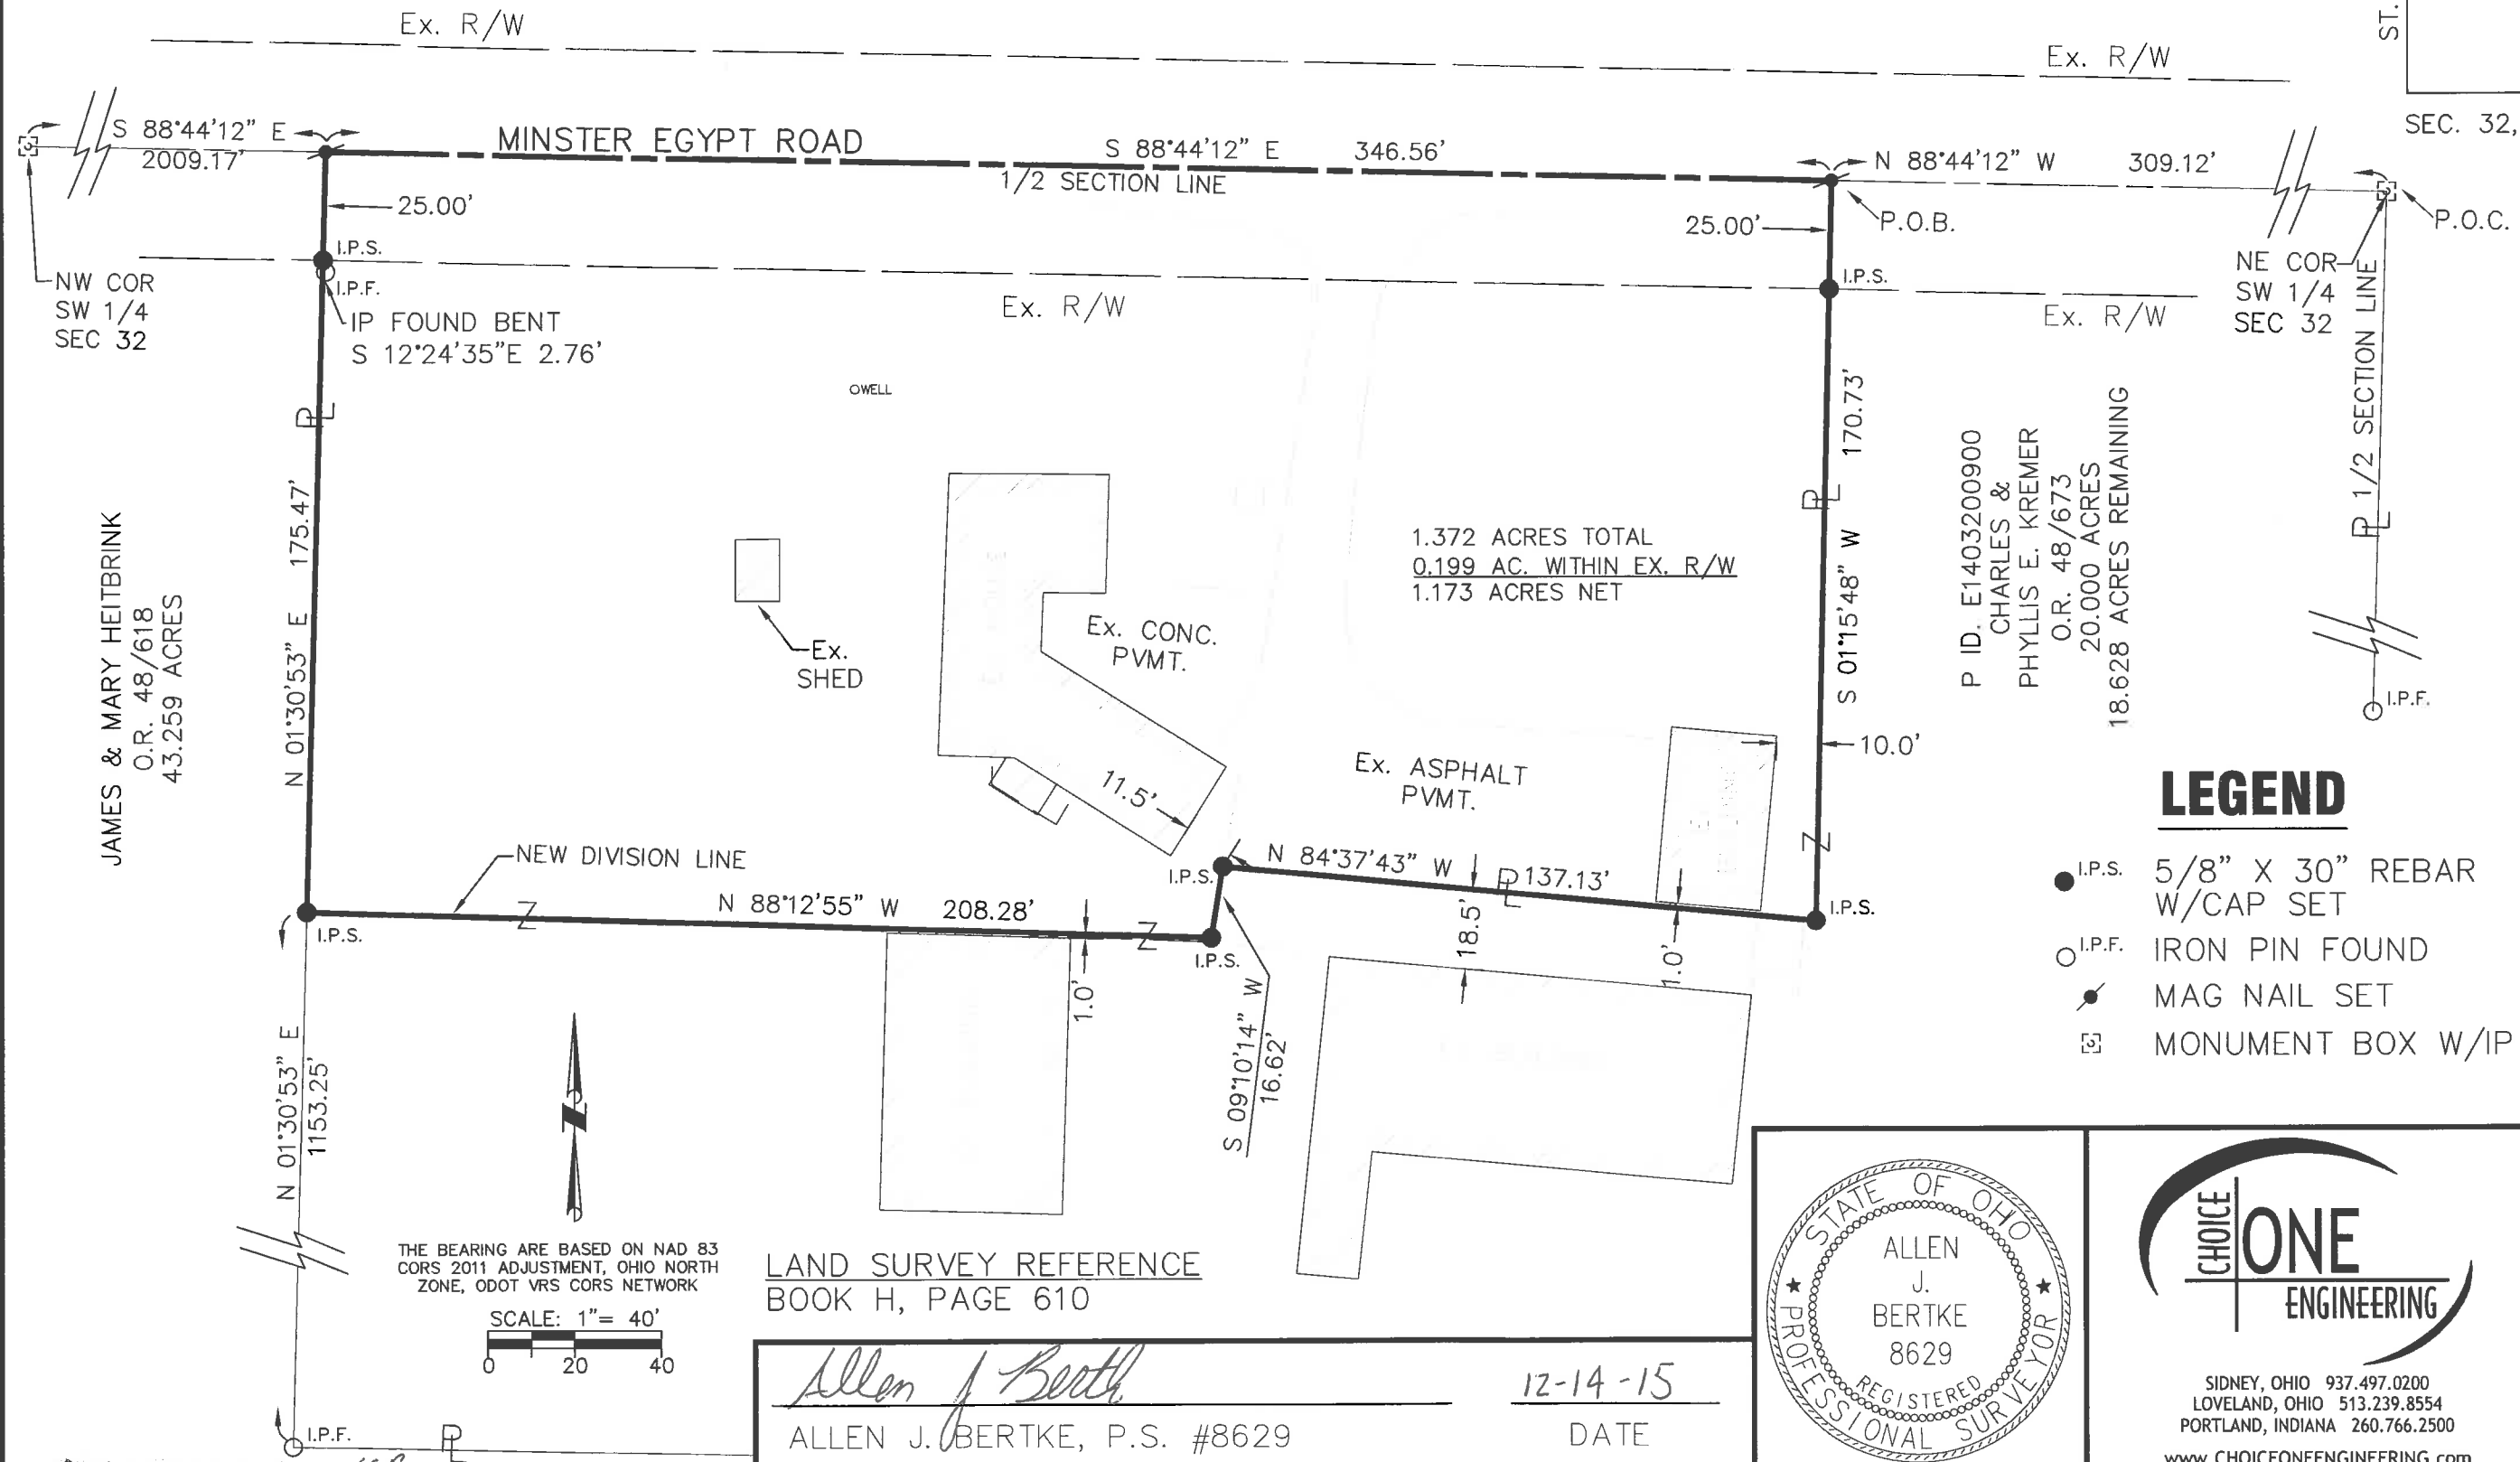 Ex. R/W
Ex. R/W
ST.
SEC. 32,
S 88°44'12" E
2009.17'
MINSTER EGYPT ROAD
S 88°44'12" E 346.56'
1/2 SECTION LINE
N 88°44'12" W 309.12'
P.O.B.
P.O.C.
25.00'
25.00'
I.P.S.
I.P.F.
I.P.S.
NW COR
SW 1/4
SEC 32
IP FOUND BENT
S 12°24'35"E 2.76'
Ex. R/W
Ex. R/W
NE COR
SW 1/4
SEC 32
1/2 SECTION LINE
PL
I.P.F.
WELL
PL
N 01°30'53" E 175.47'
JAMES & MARY HEITBRINK
O.R. 48/618
43.259 ACRES
Ex.
SHED
Ex. CONC.
PVMT.
11.5'
1.372 ACRES TOTAL
0.199 AC. WITHIN EX. R/W
1.173 ACRES NET
Ex. ASPHALT
PVMT.
PL
S 01°15'48" W 170.73'
10.0'
P ID. E1403200900
CHARLES &
PHYLLIS E. KREMER
O.R. 48/673
20.000 ACRES
18.628 ACRES REMAINING
NEW DIVISION LINE
N 88°12'55" W 208.28'
I.P.S.
I.P.S.
I.P.S.
I.P.S.
N 84°37'43" W 137.13'
PL
18.5'
1.0'
1.0'
S 09°10'14" W
16.62'
N 01°30'53" E
1153.25'
LEGEND
I.P.S. 5/8" X 30" REBAR
W/CAP SET
I.P.F. IRON PIN FOUND
MAG NAIL SET
MONUMENT BOX W/IP
THE BEARING ARE BASED ON NAD 83
CORS 2011 ADJUSTMENT, OHIO NORTH
ZONE, ODOT VRS CORS NETWORK
SCALE: 1"= 40'
0 20 40
LAND SURVEY REFERENCE
BOOK H, PAGE 610
I.P.F.
PL
12-14-15
ALLEN J. BERTKE, P.S. #8629
DATE
STATE OF OHIO
ALLEN
J.
BERTKE
8629
REGISTERED
PROFESSIONAL SURVEYOR
CHOICE
ONE
ENGINEERING
SIDNEY, OHIO 937.497.0200
LOVELAND, OHIO 513.239.8554
PORTLAND, INDIANA 260.766.2500
www.CHOICEONEENGINEERING.com